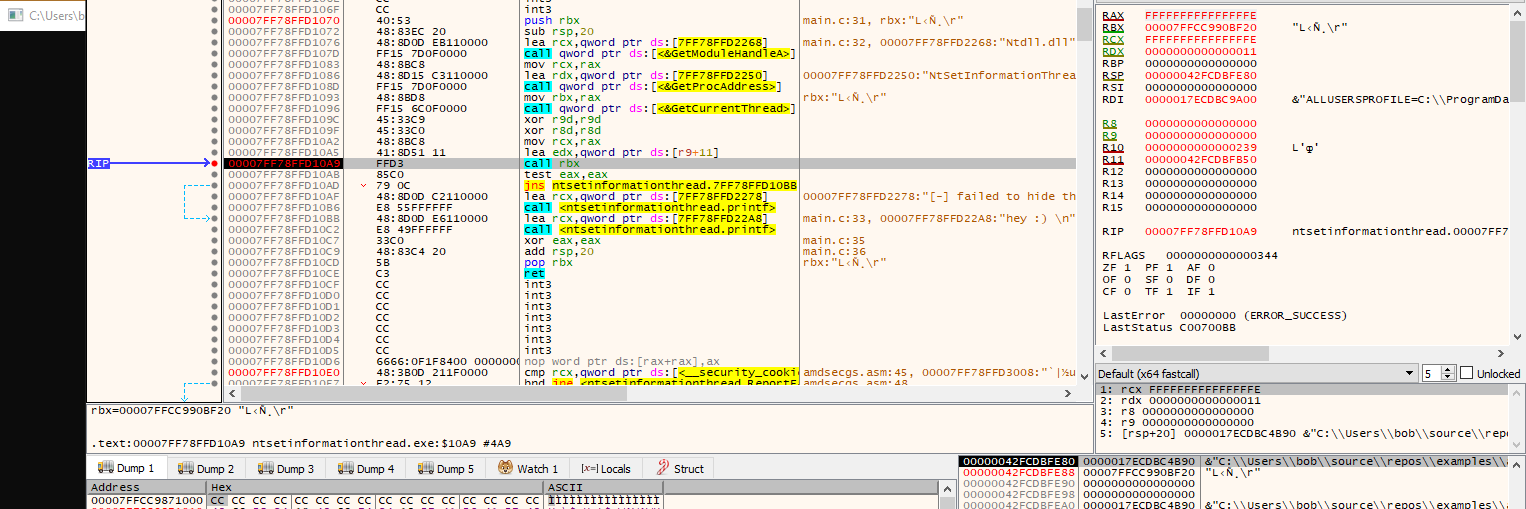 C:\Users\b
CC int3
00007FF78FFD106F CC int3
00007FF78FFD1070 40:53 push rbx main.c:31, rbx:"L‹Ñ¸\r"
00007FF78FFD1072 48:83EC 20 sub rsp,20
00007FF78FFD1076 48:8D0D EB110000 lea rcx,qword ptr ds:[7FF78FFD2268] main.c:32, 00007FF78FFD2268:"Ntdll.dll"
FF15 7D0F0000 call qword ptr ds:[<&GetModuleHandleA>]
48:8BC8 mov rcx,rax
00007FF78FFD1086 48:8D15 C3110000 lea rdx,qword ptr ds:[7FF78FFD2250] 00007FF78FFD2250:"NtSetInformationThrea
00007FF78FFD108D FF15 7D0F0000 call qword ptr ds:[<&GetProcAddress>]
00007FF78FFD1093 48:8BD8 mov rbx,rax rbx:"L‹Ñ¸\r"
00007FF78FFD1096 FF15 6C0F0000 call qword ptr ds:[<&GetCurrentThread>]
00007FF78FFD109C 45:33C9 xor r9d,r9d
00007FF78FFD109F 45:33C0 xor r8d,r8d
00007FF78FFD10A2 48:8BC8 mov rcx,rax
00007FF78FFD10A5 41:8D51 11 lea edx,qword ptr ds:[r9+11]
RIP 00007FF78FFD10A9 FFD3 call rbx
00007FF78FFD10AB 85C0 test eax,eax
00007FF78FFD10AD 79 0C jns ntsetinformationthread.7FF78FFD10BB
00007FF78FFD10AF 48:8D0D C2110000 lea rcx,qword ptr ds:[7FF78FFD2278] 00007FF78FFD2278:"[-] failed to hide th
00007FF78FFD10B6 E8 55FFFFFF call <ntsetinformationthread.printf>
00007FF78FFD10BB 48:8D0D E6110000 lea rcx,qword ptr ds:[7FF78FFD22A8] main.c:33, 00007FF78FFD22A8:"hey :) \n"
00007FF78FFD10C2 E8 49FFFFFF call <ntsetinformationthread.printf>
00007FF78FFD10C7 33C0 xor eax,eax main.c:35
00007FF78FFD10C9 48:83C4 20 add rsp,20 main.c:36
00007FF78FFD10CD 5B pop rbx rbx:"L‹Ñ¸\r"
00007FF78FFD10CE C3 ret
00007FF78FFD10CF CC int3
00007FF78FFD10D0 CC int3
00007FF78FFD10D1 CC int3
00007FF78FFD10D2 CC int3
00007FF78FFD10D3 CC int3
00007FF78FFD10D4 CC int3
00007FF78FFD10D5 CC int3
00007FF78FFD10D6 6666:0F1F8400 0000000 nop word ptr ds:[rax+rax],ax
00007FF78FFD10E0 48:3B0D 211F0000 cmp rcx,qword ptr ds:[<__security_cooki amdsecgs.asm:45, 00007FF78FFD3008:"`|½u
F2:75 12 bnd jne <ntsetinformationthread.ReportF amdsecgs.asm:48
RAX FFFFFFFFFFFFFFFE
RBX 00007FFCC990BF20 "L‹Ñ¸\r"
RCX FFFFFFFFFFFFFFFE
RDX 0000000000000011
RBP 0000000000000000
RSP 00000042FCDBFE80
RSI 0000000000000000
RDI 0000017ECDBC9A00 &"ALLUSERSPROFILE=C:\\ProgramDa
R8 0000000000000000
R9 0000000000000000
R10 0000000000000239 L'ȹ'
R11 00000042FCDBFB50
R12 0000000000000000
R13 0000000000000000
R14 0000000000000000
R15 0000000000000000
RIP 00007FF78FFD10A9 ntsetinformationthread.00007FF7
RFLAGS 0000000000000344
ZF 1 PF 1 AF 0
OF 0 SF 0 DF 0
CF 0 TF 1 IF 1
LastError 00000000 (ERROR_SUCCESS)
LastStatus C00700BB
Default (x64 fastcall) 5 Unlocked
1: rcx FFFFFFFFFFFFFFFE
2: rdx 0000000000000011
3: r8 0000000000000000
4: r9 0000000000000000
5: [rsp+20] 0000017ECDBC4B90 &"C:\\Users\\bob\\source\\repo
rbx=00007FFCC990BF20 "L‹Ñ¸\r"
.text:00007FF78FFD10A9 ntsetinformationthread.exe:$10A9 #4A9
Dump 1 Dump 2 Dump 3 Dump 4 Dump 5 Watch 1 [x=] Locals Struct
Address Hex ASCII
00007FFCC9871000 CC CC CC CC CC CC CC CC CC CC CC CC CC CC CC CC ÌÌÌÌÌÌÌÌÌÌÌÌÌÌÌÌ
00000042FCDBFE80 0000017ECDBC4B90 &"C:\\Users\\bob\\source\\repos\\examples\\
00000042FCDBFE88 00007FFCC990BF20 "L‹Ñ¸\r"
00000042FCDBFE90 0000000000000000
00000042FCDBFE98 0000000000000000
00000042FCDBFEA0 0000017ECDBC4B90 &"C:\\Users\\bob\\source\\repos\\examples\\